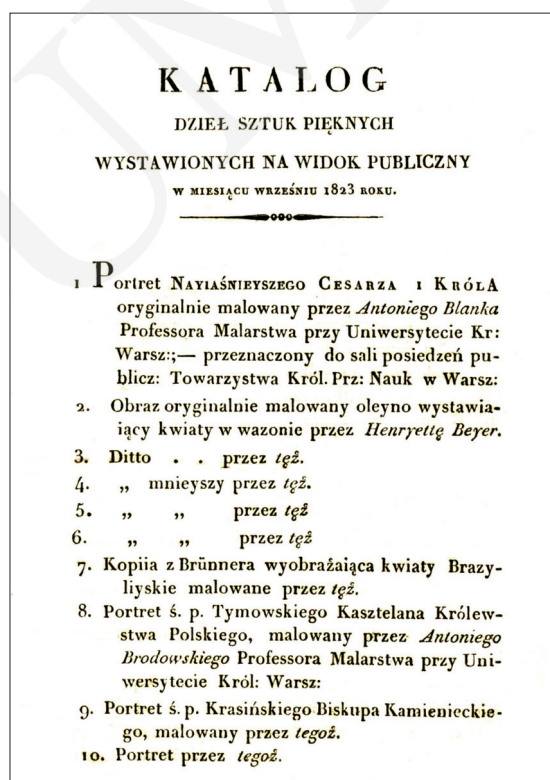 KATALOG
DZIEŁ SZTUK PIĘKNYCH
WYSTAWIONYCH NA WIDOK PUBLICZNY
W MIESIĄCU WRZEŚNIU 1823 ROKU.
1 Portret NAYIAŚNIEYSZEGO CESARZA I KRÓLA
oryginalnie malowany przez Antoniego Blanka
Professora Malarstwa przy Uniwersytecie Kr:
Warsz:;— przeznaczony do sali posiedzeń pu-
blicz: Towarzystwa Król. Prz: Nauk w Warsz:
2. Obraz oryginalnie malowany oleyno wystawia-
iący kwiaty w wazonie przez Henryettę Beyer.
3. Ditto . . przez tęż.
4. „ mnieyszy przez tęż.
5. „ „ przez tęż
6. „ „ przez tęż
7. Kopiia z Brünnera wyobrażaiąca kwiaty Brazy-
liyskie malowane przez tęż.
8. Portret ś. p. Tymowskiego Kasztelana Królew-
stwa Polskiego, malowany przez Antoniego
Brodowskiego Professora Malarstwa przy Uni-
wersytecie Król: Warsz:
9. Portret ś. p. Krasińskiego Biskupa Kamienieckie-
go, malowany przez tegoż.
10. Portret przez tegoż.